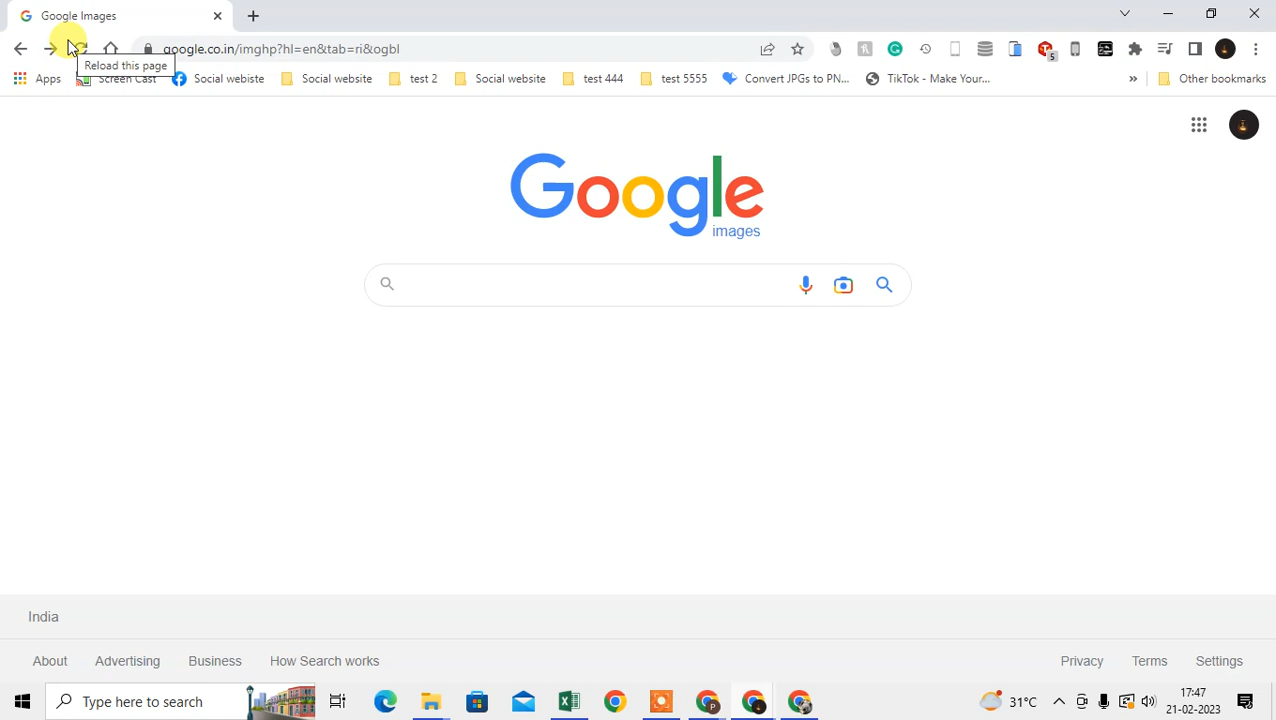 Google Images
google.co.in/imghp?hl=en&tab=ri&ogbl
5
Reload this page
Apps Screen Cast Social webiste Social website test 2 Social website test 444 test 5555 Convert JPGs to PN... TikTok - Make Your... » Other bookmarks
Google
images
India
About Advertising Business How Search works Privacy Terms Settings
Type here to search
P
31°C
17:47
21-02-2023